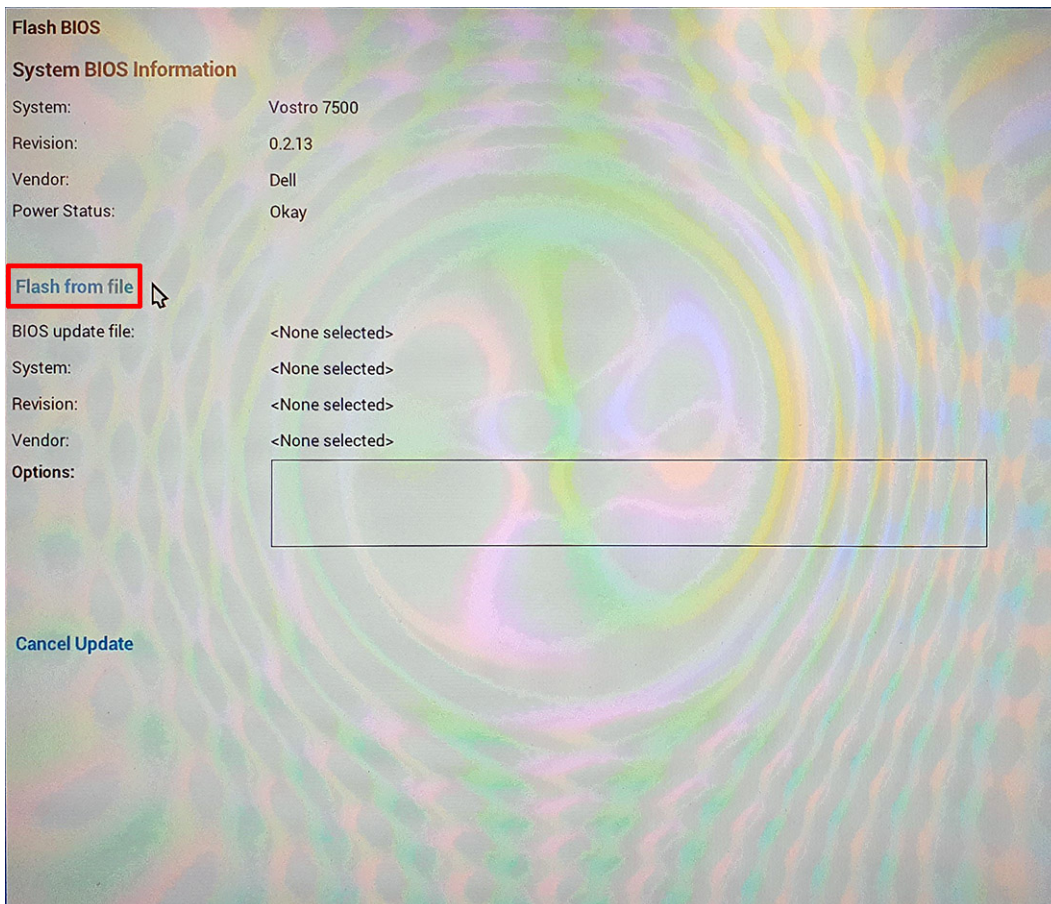 Flash BIOS
System BIOS Information
System: Vostro 7500
Revision: 0.2.13
Vendor: Dell
Power Status: Okay
Flash from file
BIOS update file: <None selected>
System: <None selected>
Revision: <None selected>
Vendor: <None selected>
Options:
Cancel Update